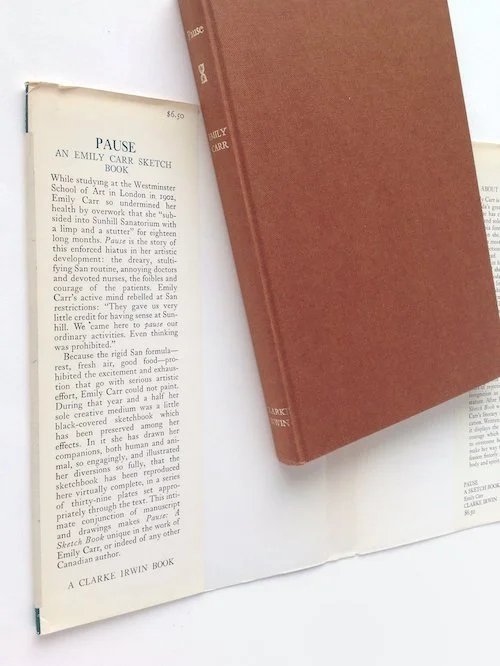 $6.50
PAUSE
AN EMILY CARR SKETCH
BOOK
While studying at the Westminster
School of Art in London in 1902,
Emily Carr so undermined her
health by overwork that she "sub-
sided into Sunhill Sanatorium with
a limp and a stutter" for eighteen
long months. Pause is the story of
this enforced hiatus in her artistic
development: the dreary, stulti-
fying San routine, annoying doctors
and devoted nurses, the foibles and
courage of the patients. Emily
Carr's active mind rebelled at San
restrictions: "They gave us very
little credit for having sense at Sun-
hill. We came here to pause our
ordinary activities. Even thinking
was prohibited."
Because the rigid San formula—
rest, fresh air, good food—pro-
hibited the excitement and exhaus-
tion that go with serious artistic
effort, Emily Carr could not paint.
During that year and a half her
sole creative medium was a little
black-covered sketchbook which
has been preserved among her
effects. In it she has drawn her
companions, both human and ani-
mal, so engagingly, and illustrated
her diversions so fully, that the
sketchbook has been reproduced
here virtually complete, in a series
of thirty-nine plates set appro-
priately through the text. This inti-
mate conjunction of manuscript
and drawings makes Pause: A
Sketch Book unique in the work of
Emily Carr, or indeed of any other
Canadian author.
A CLARKE IRWIN BOOK
Pause
EMILY
CARR
CLARKE
IRWIN
ABOUT
PAUSE
A SKETCH BOOK
Emily Carr
CLARKE, IRWIN
$6.50